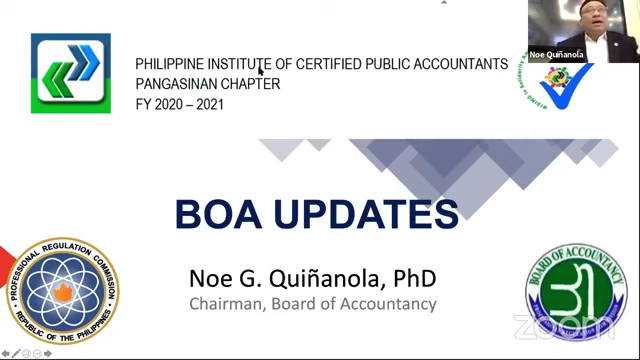 PHILIPPINE INSTITUTE OF CERTIFIED PUBLIC ACCOUNTANTS
PANGASINAN CHAPTER
FY 2020 – 2021
Noe Quiñanola
BOA UPDATES
Noe G. Quiñanola, PhD
Chairman, Board of Accountancy
PROFESSIONAL REGULATION COMMISSION
REPUBLIC OF THE PHILIPPINES
BOARD OF ACCOUNTANCY
zoom